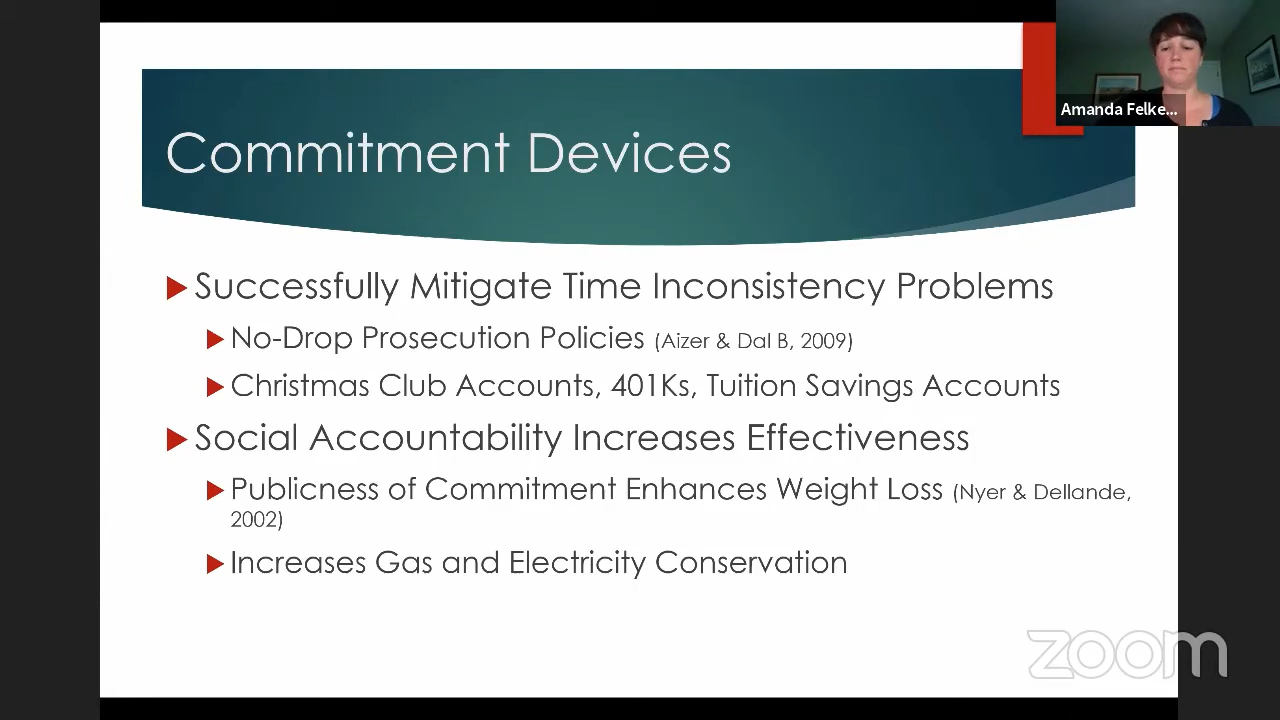 Commitment Devices
Amanda Felke...
Successfully Mitigate Time Inconsistency Problems
No-Drop Prosecution Policies (Aizer & Dal B, 2009)
Christmas Club Accounts, 401Ks, Tuition Savings Accounts
Social Accountability Increases Effectiveness
Publicness of Commitment Enhances Weight Loss (Nyer & Dellande,
2002)
Increases Gas and Electricity Conservation
zoom